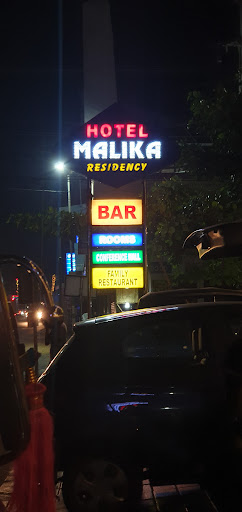 HOTEL
MALIKA
RESIDENCY
BAR
ROOMS
CONFERENCE HALL
FAMILY
RESTAURANT